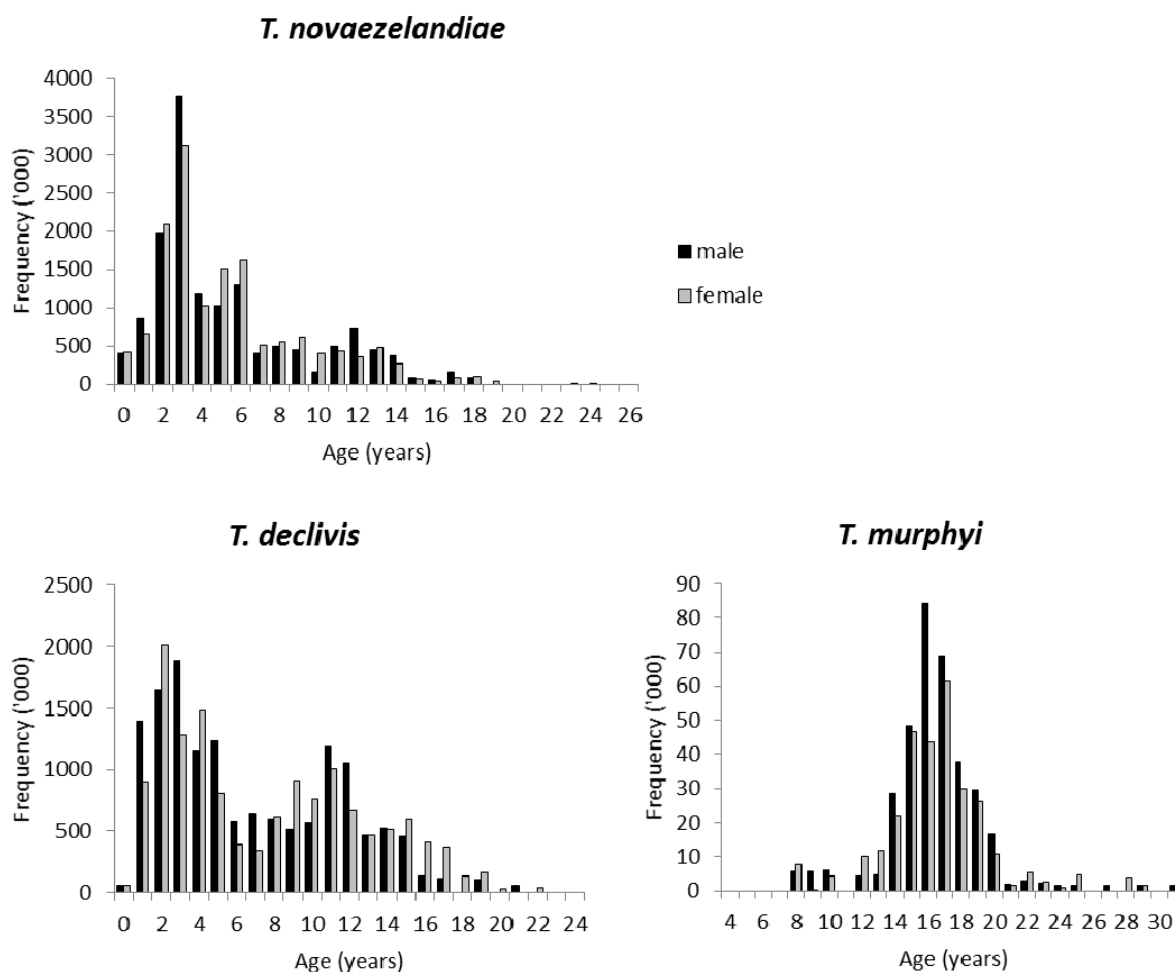 T. novaezelandiae
4000
3500
3000
2500
2000
1500
1000
500
0
Frequency ('000)
0 2 4 6 8 10 12 14 16 18 20 22 24 26
Age (years)
male
female
T. declivis
2500
2000
1500
1000
500
0
Frequency ('000)
0 2 4 6 8 10 12 14 16 18 20 22 24
Age (years)
T. murphyi
90
80
70
60
50
40
30
20
10
0
Frequency ('000)
4 6 8 10 12 14 16 18 20 22 24 26 28 30
Age (years)